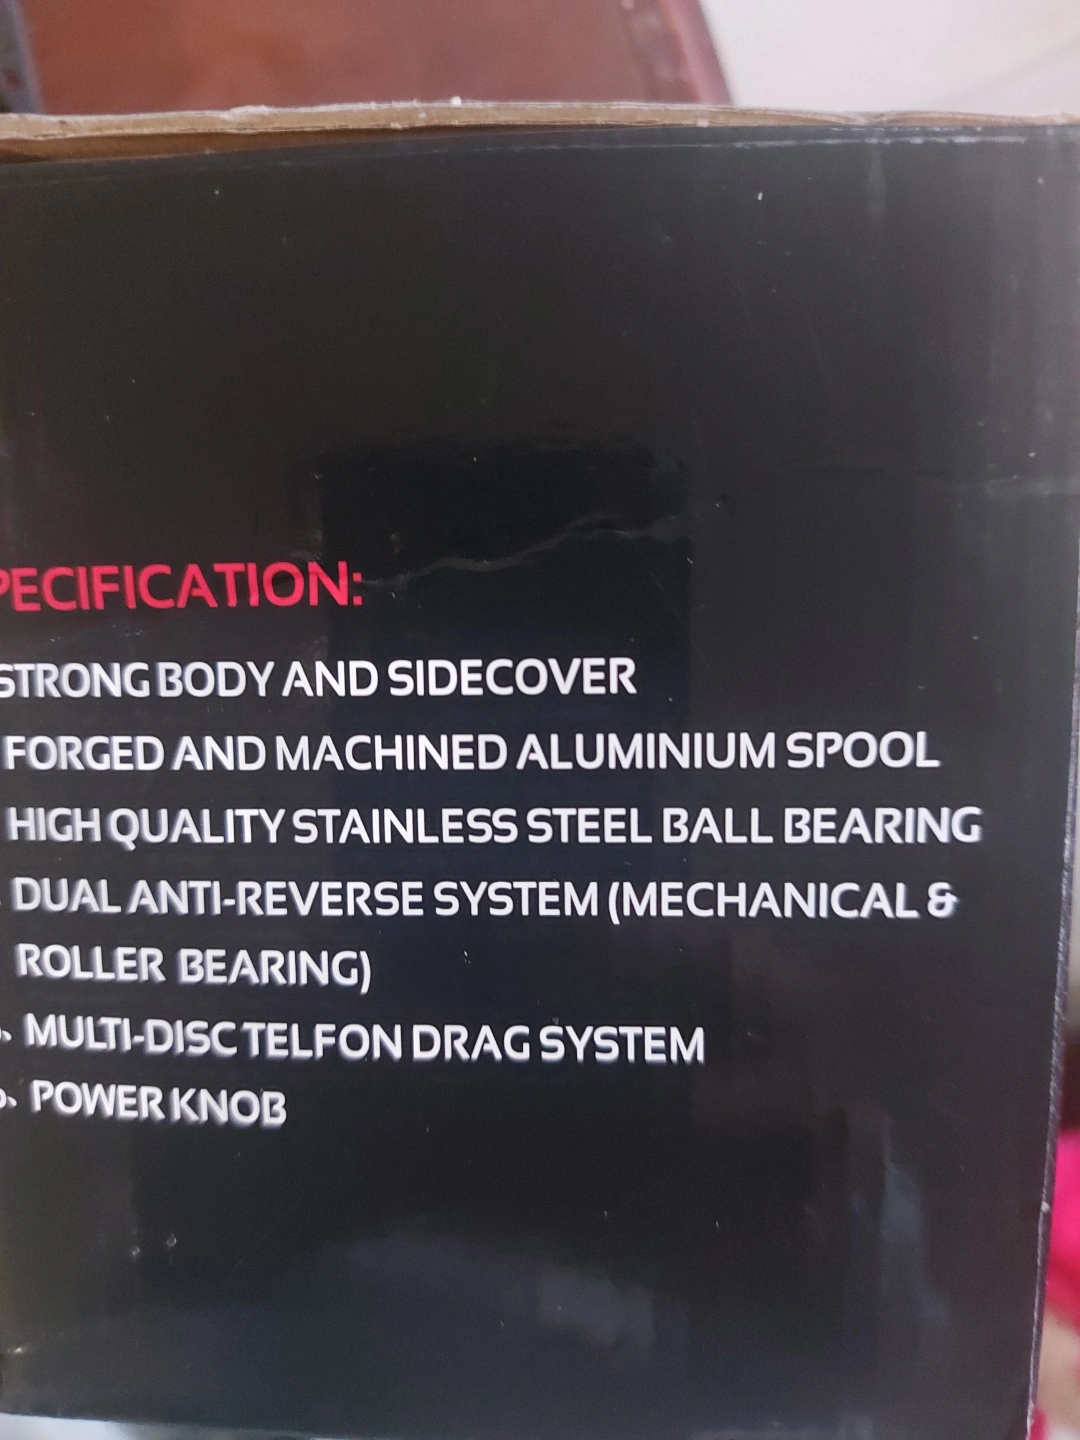 PECIFICATION:
STRONG BODY AND SIDECOVER
FORGED AND MACHINED ALUMINIUM SPOOL
HIGH QUALITY STAINLESS STEEL BALL BEARING
DUAL ANTI-REVERSE SYSTEM (MECHANICAL &
ROLLER BEARING)
MULTI-DISC TELFON DRAG SYSTEM
POWER KNOB